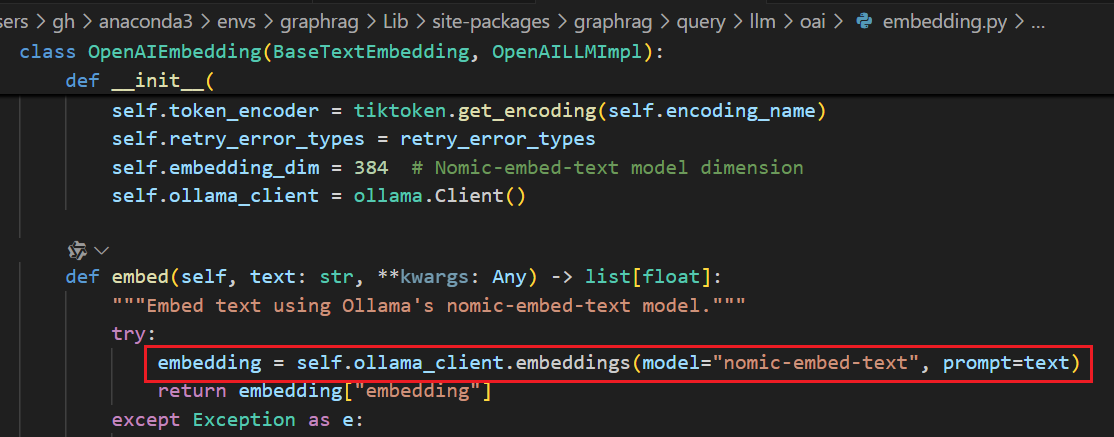 sers > gh > anaconda3 > envs > graphrag > Lib > site-packages > graphrag > query > llm > oai > embedding.py > ...
class OpenAIEmbedding(BaseTextEmbedding, OpenAILLMImpl):
    def __init__(
        self.token_encoder = tiktoken.get_encoding(self.encoding_name)
        self.retry_error_types = retry_error_types
        self.embedding_dim = 384  # Nomic-embed-text model dimension
        self.ollama_client = ollama.Client()
    def embed(self, text: str, **kwargs: Any) -> list[float]:
        """Embed text using Ollama's nomic-embed-text model."""
        try:
            embedding = self.ollama_client.embeddings(model="nomic-embed-text", prompt=text)
            return embedding["embedding"]
        except Exception as e: